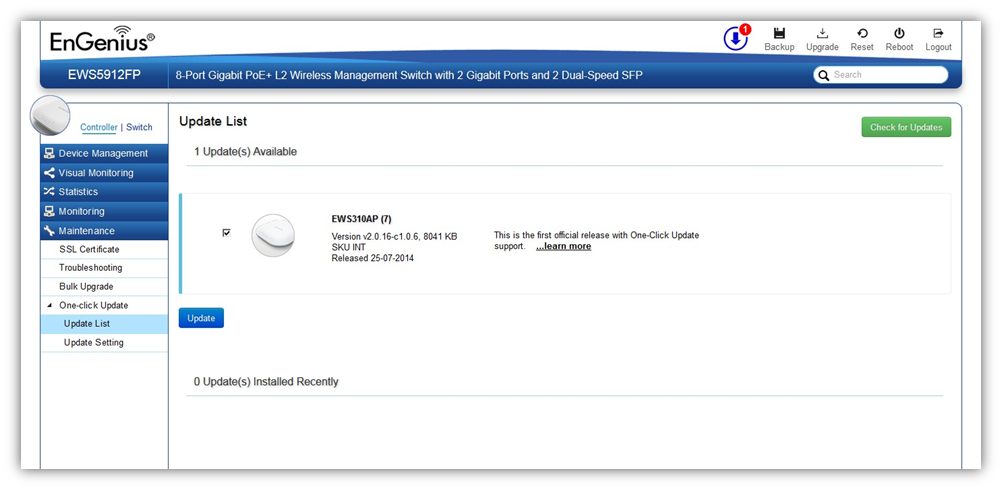 EnGenius®
1
Backup
Upgrade
Reset
Reboot
Logout
EWS5912FP
8-Port Gigabit PoE+ L2 Wireless Management Switch with 2 Gigabit Ports and 2 Dual-Speed SFP
Search
Controller | Switch
Device Management
Visual Monitoring
Statistics
Monitoring
Maintenance
SSL Certificate
Troubleshooting
Bulk Upgrade
One-click Update
Update List
Update Setting
Update List
Check for Updates
1 Update(s) Available
EWS310AP (7)
Version v2.0.16-c1.0.6, 8041 KB
SKU INT
Released 25-07-2014
This is the first official release with One-Click Update
support. ...learn more
Update
0 Update(s) Installed Recently